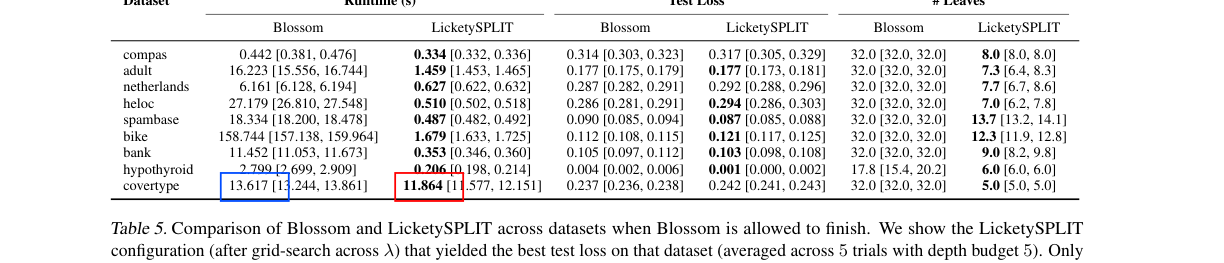 Dataset Runtime (s) Test Loss # Leaves
Blossom LicketySPLIT Blossom LicketySPLIT Blossom LicketySPLIT
compas 0.442 [0.381, 0.476] 0.334 [0.332, 0.336] 0.314 [0.303, 0.323] 0.317 [0.305, 0.329] 32.0 [32.0, 32.0] 8.0 [8.0, 8.0]
adult 16.223 [15.556, 16.744] 1.459 [1.453, 1.465] 0.177 [0.175, 0.179] 0.177 [0.173, 0.181] 32.0 [32.0, 32.0] 7.3 [6.4, 8.3]
netherlands 6.161 [6.128, 6.194] 0.627 [0.622, 0.632] 0.287 [0.282, 0.291] 0.292 [0.288, 0.296] 32.0 [32.0, 32.0] 7.7 [6.7, 8.6]
heloc 27.179 [26.810, 27.548] 0.510 [0.502, 0.518] 0.286 [0.281, 0.291] 0.294 [0.286, 0.303] 32.0 [32.0, 32.0] 7.0 [6.2, 7.8]
spambase 18.334 [18.200, 18.478] 0.487 [0.482, 0.492] 0.090 [0.085, 0.094] 0.087 [0.085, 0.088] 32.0 [32.0, 32.0] 13.7 [13.2, 14.1]
bike 158.744 [157.138, 159.964] 1.679 [1.633, 1.725] 0.112 [0.108, 0.115] 0.121 [0.117, 0.125] 32.0 [32.0, 32.0] 12.3 [11.9, 12.8]
bank 11.452 [11.053, 11.673] 0.353 [0.346, 0.360] 0.105 [0.097, 0.112] 0.103 [0.098, 0.108] 32.0 [32.0, 32.0] 9.0 [8.2, 9.8]
hypothyroid 2.799 [2.699, 2.909] 0.206 [0.198, 0.214] 0.004 [0.002, 0.006] 0.001 [0.000, 0.002] 17.8 [15.4, 20.2] 6.0 [6.0, 6.0]
covertype 13.617 [13.244, 13.861] 11.864 [11.577, 12.151] 0.237 [0.236, 0.238] 0.242 [0.241, 0.243] 32.0 [32.0, 32.0] 5.0 [5.0, 5.0]
Table 5. Comparison of Blossom and LicketySPLIT across datasets when Blossom is allowed to finish. We show the LicketySPLIT
configuration (after grid-search across λ) that yielded the best test loss on that dataset (averaged across 5 trials with depth budget 5). Only